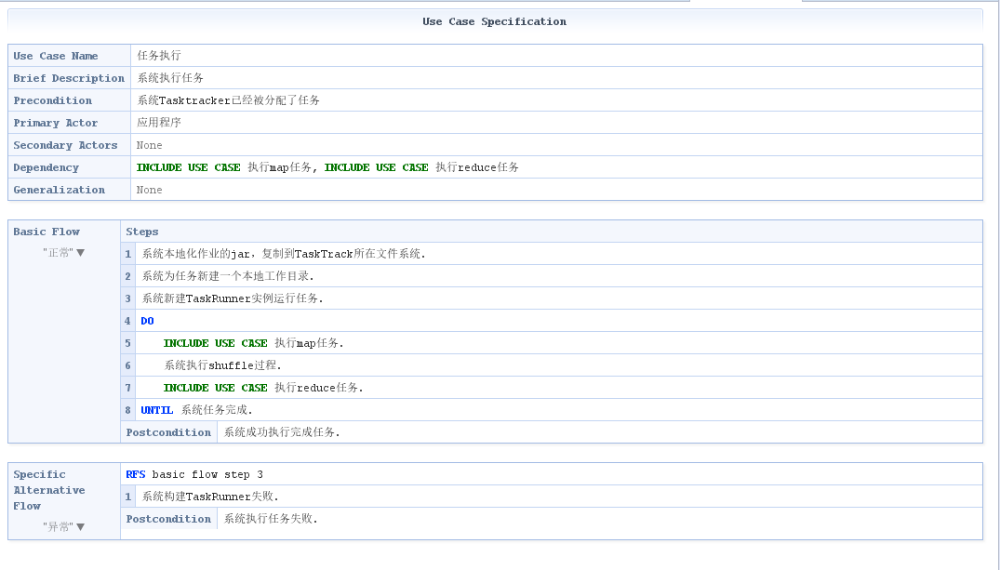 Use Case Specification
Use Case Name 任务执行
Brief Description 系统执行任务
Precondition 系统Tasktracker已经被分配了任务
Primary Actor 应用程序
Secondary Actors None
Dependency INCLUDE USE CASE 执行map任务, INCLUDE USE CASE 执行reduce任务
Generalization None
Basic Flow Steps
"正常" ▼
1 系统本地化作业的jar，复制到TaskTrack所在文件系统.
2 系统为任务新建一个本地工作目录.
3 系统新建TaskRunner实例运行任务.
4 DO
5 INCLUDE USE CASE 执行map任务.
6 系统执行shuffle过程.
7 INCLUDE USE CASE 执行reduce任务.
8 UNTIL 系统任务完成.
Postcondition 系统成功执行完成任务.
Specific
Alternative
Flow
"异常" ▼
RFS basic flow step 3
1 系统构建TaskRunner失败.
Postcondition 系统执行任务失败.